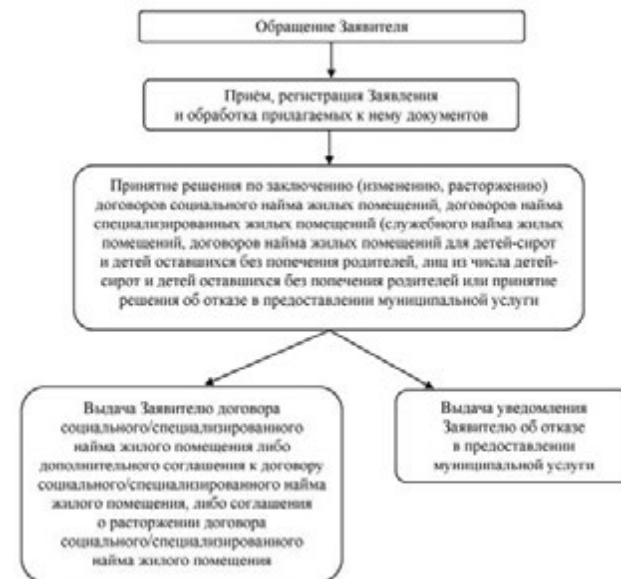 Обращение Заявителя
Приём, регистрация Заявления
и обработка прилагаемых к нему документов
Принятие решения по заключению (изменению, расторжению)
договоров социального найма жилых помещений, договоров найма
специализированных жилых помещений (служебного найма жилых
помещений, договоров найма жилых помещений для детей-сирот
и детей оставшихся без попечения родителей, лиц из числа детей-
сирот и детей оставшихся без попечения родителей или принятие
решения об отказе в предоставлении муниципальной услуги
Выдача Заявителю договора
социального/специализированного
найма жилого помещения либо
дополнительного соглашения к договору
социального/специализированного найма
жилого помещения, либо соглашения
о расторжении договора
социального/специализированного
найма жилого помещения
Выдача уведомления
Заявителю об отказе
в предоставлении
муниципальной услуги